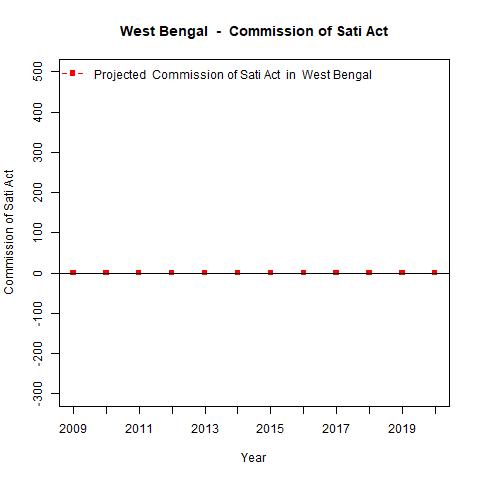 West Bengal - Commission of Sati Act
Projected Commission of Sati Act in West Bengal
Commission of Sati Act
500
400
300
200
100
0
-100
-200
-300
2009 2011 2013 2015 2017 2019
Year